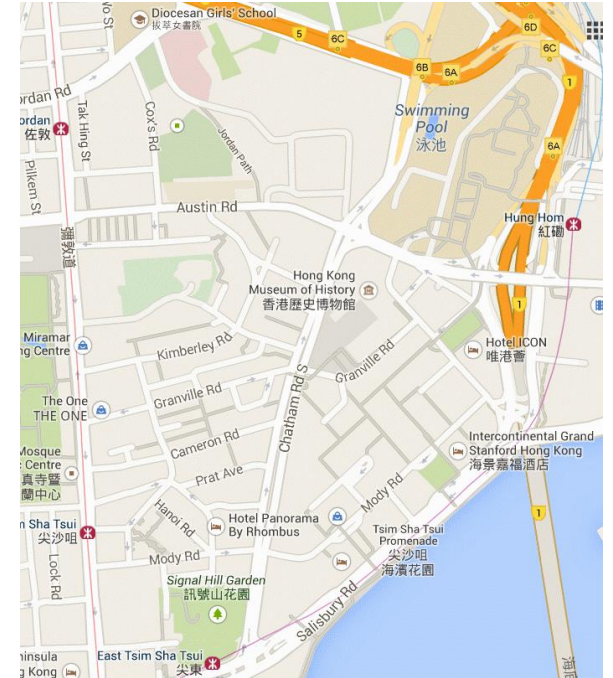 Diocesan Girls' School
拔萃女書院
5
6C
6D
6C
6B
6A
1
Wo St
Jordan Rd
Jordan
佐敦
Tak Hing St
Cox's Rd
Jordan Path
Swimming
Pool
泳池
6A
Pilkem St
Austin Rd
彌敦道
Hung Hom
紅磡
Hong Kong
Museum of History
香港歷史博物館
1
Miramar
ng Centre
Kimberley Rd
Hotel ICON
唯港薈
Granville Rd
The One
THE ONE
Granville Rd
Chatham Rd S
Cameron Rd
Intercontinental Grand
Stanford Hong Kong
海景嘉福酒店
Mosque
c Centre
真寺暨
蘭中心
Prat Ave
Mody Rd
Hanoi Rd
Hotel Panorama
By Rhombus
1
n Sha Tsui
尖沙咀
Tsim Sha Tsui
Promenade
尖沙咀
海濱花園
Lock Rd
Mody Rd
Signal Hill Garden
訊號山花園
Salisbury Rd
East Tsim Sha Tsui
尖東
ninsula
g Kong
海底